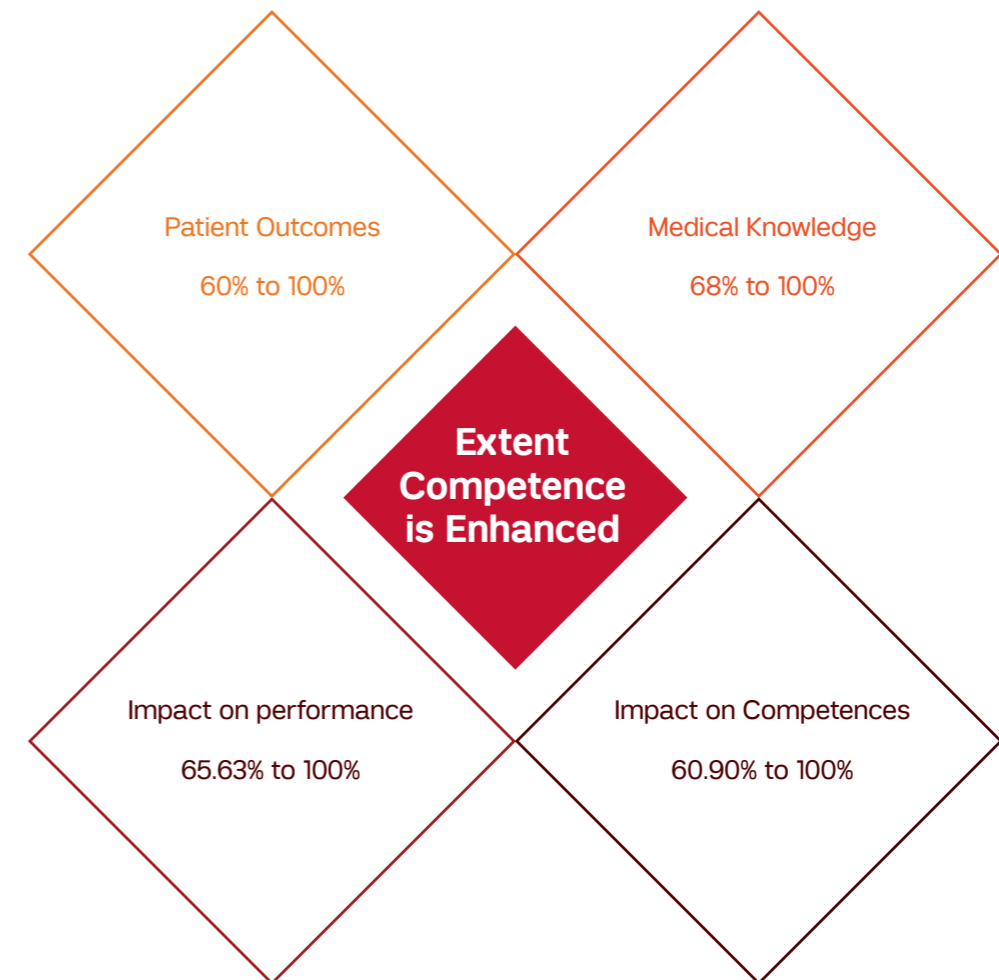 Patient Outcomes
60% to 100%
Medical Knowledge
68% to 100%
Extent
Competence
is Enhanced
Impact on performance
65.63% to 100%
Impact on Competences
60.90% to 100%